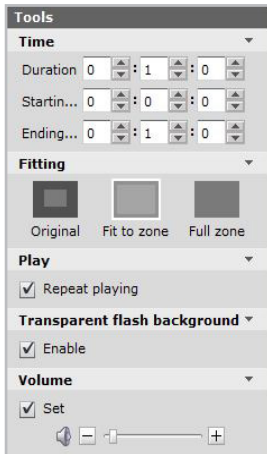 Tools
Time
Duration 0 : 1 : 0
Startin... 0 : 0 : 0
Ending... 0 : 1 : 0
Fitting
Original Fit to zone Full zone
Play
Repeat playing
Transparent flash background
Enable
Volume
Set